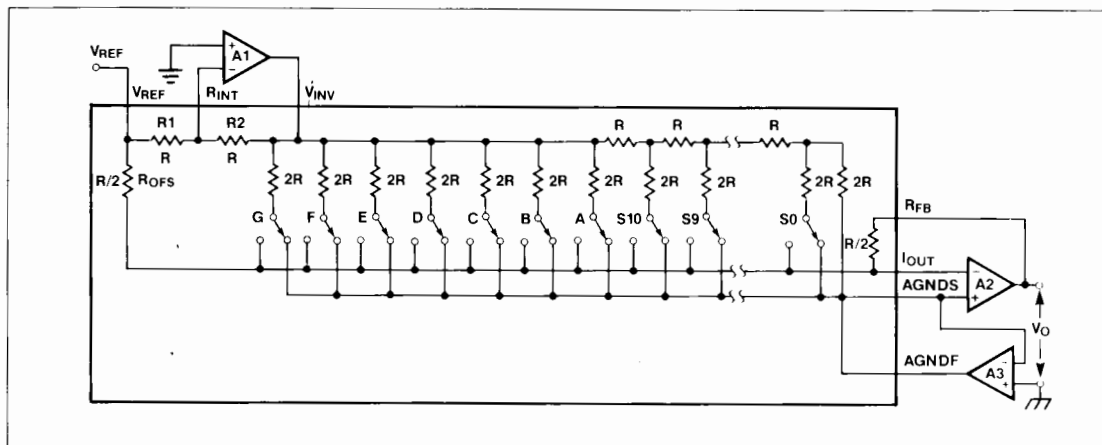 VREF
+ A1 -
VREF RINT VINV
R1 R2 R R R
R R
R/2 ROFS 2R 2R 2R 2R 2R 2R 2R 2R 2R 2R 2R
G F E D C B A S10 S9 S0
RFB
R/2
IOUT
- A2 +
AGNDS
VO
AGNDF
- A3 +